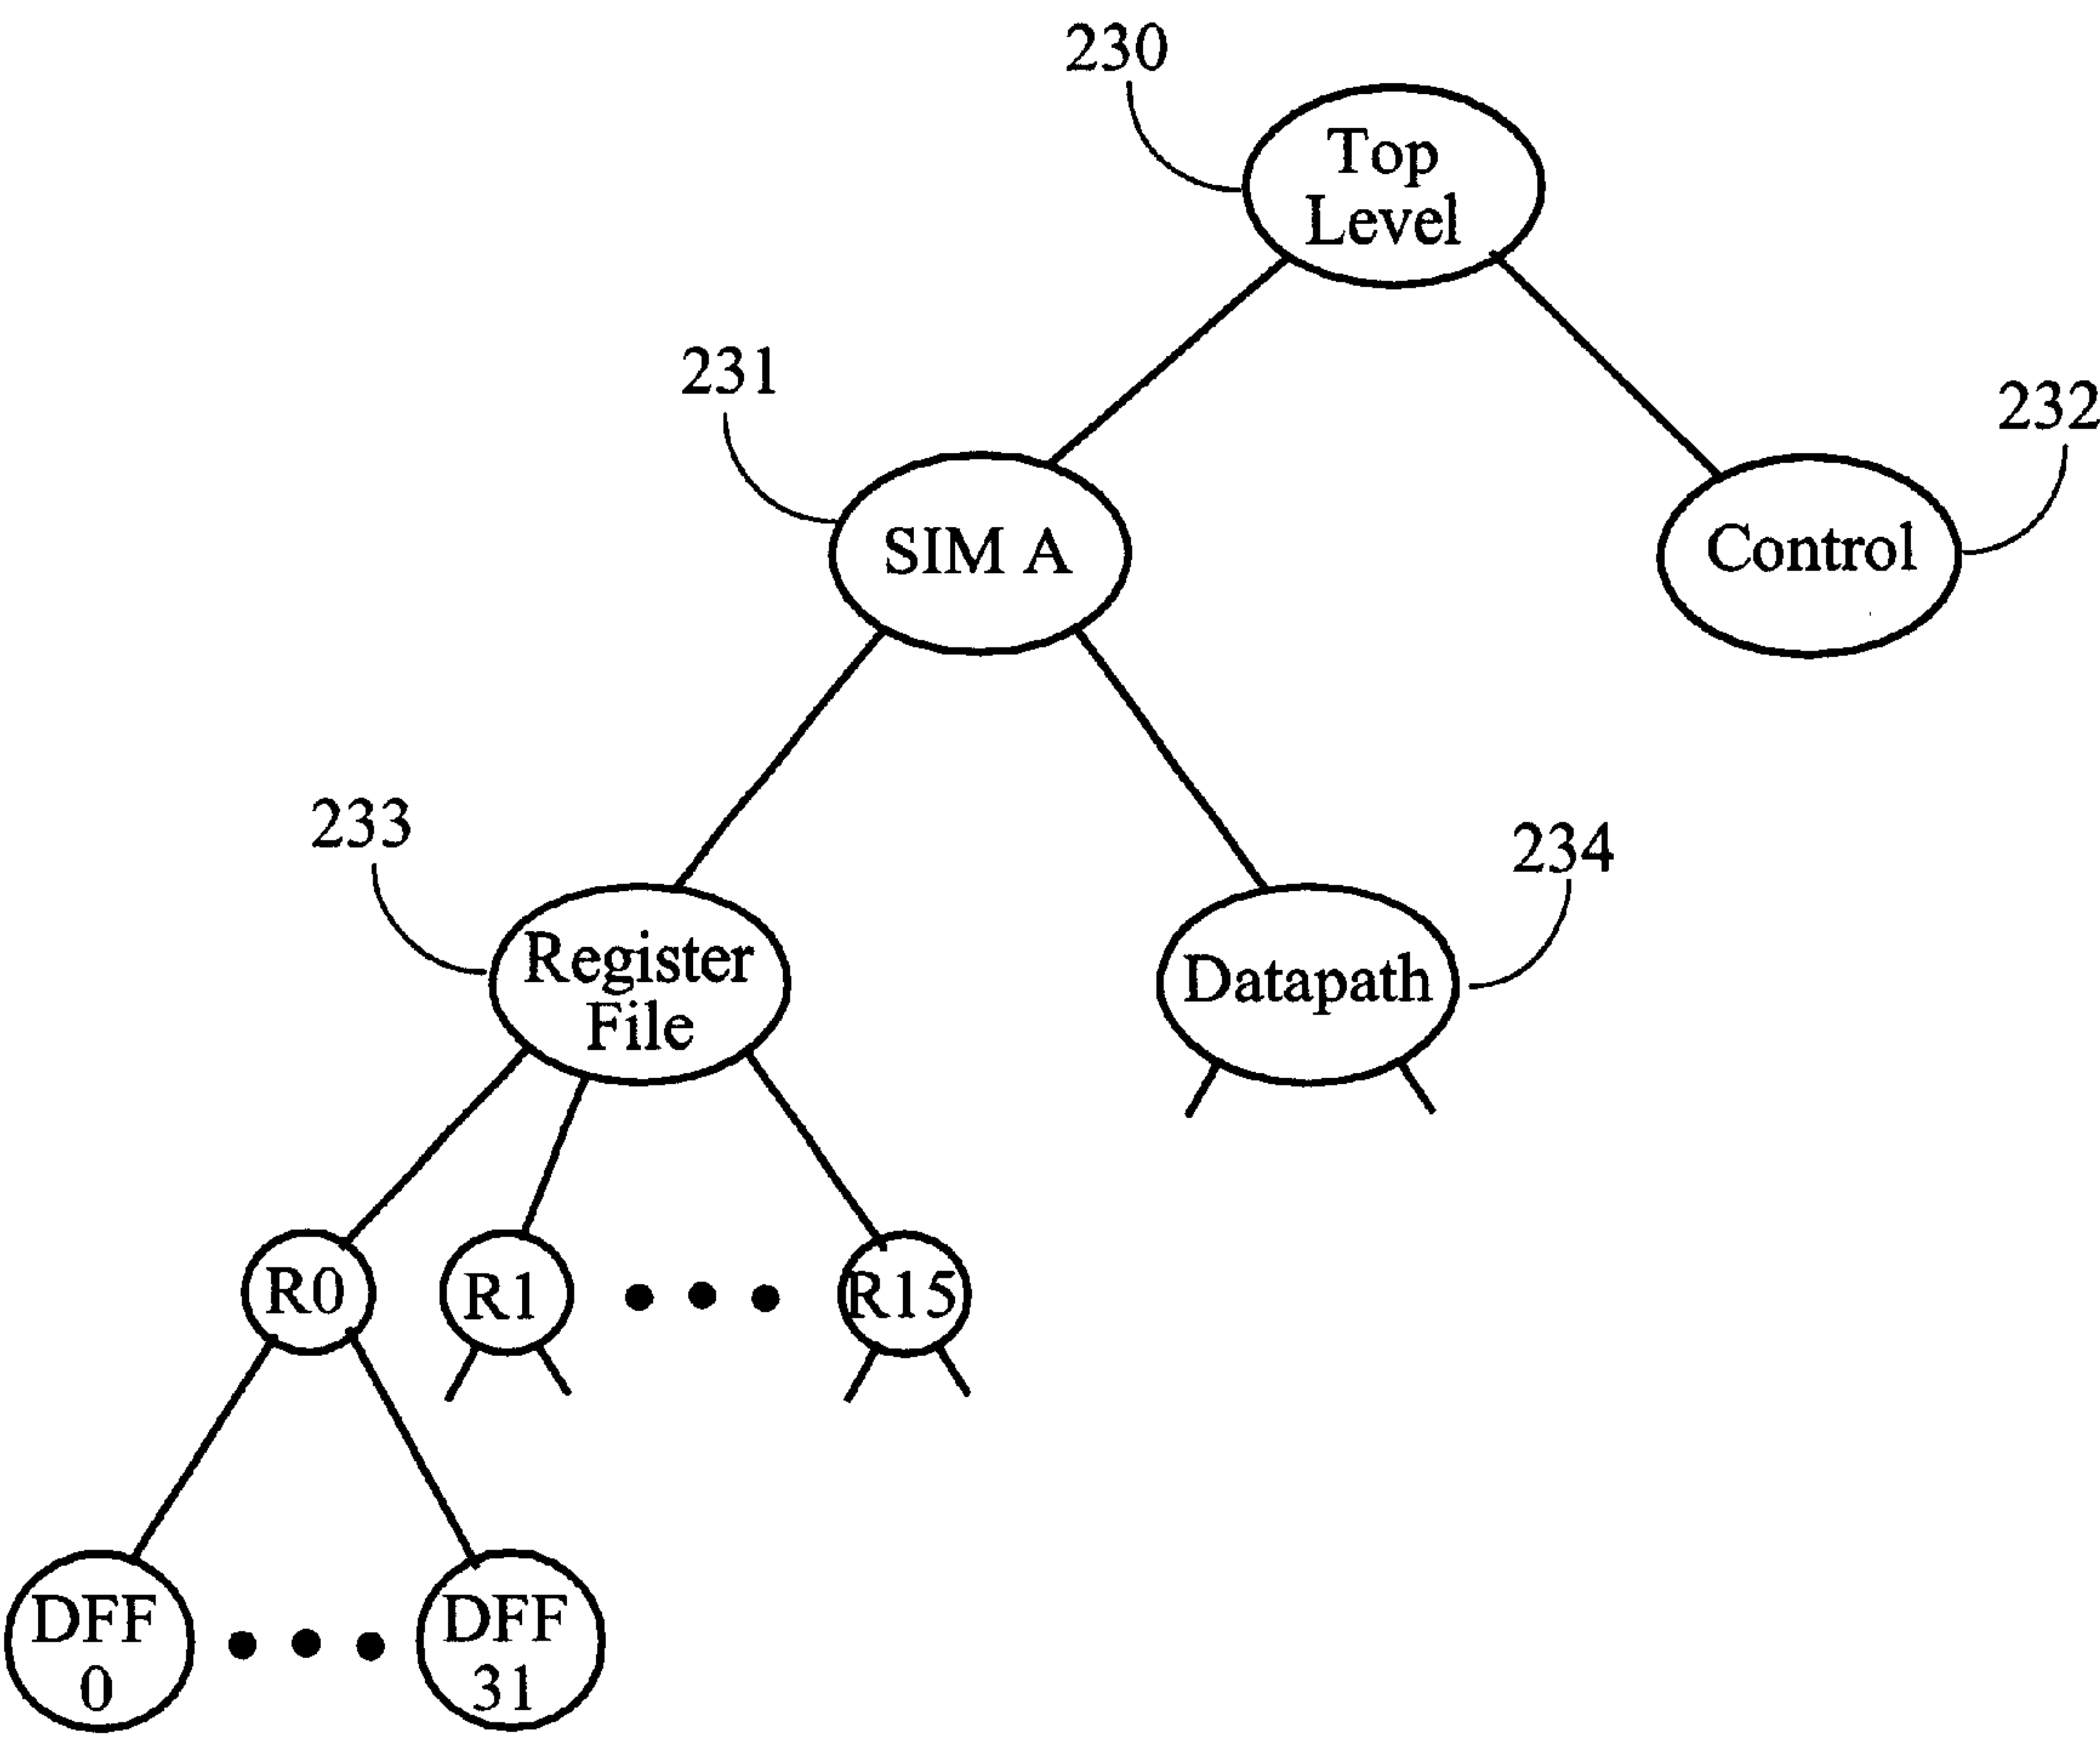 230
Top
Level
231
232
SIM A
Control
233
234
Register
File
Datapath
R0
R1
R15
DFF
0
DFF
31